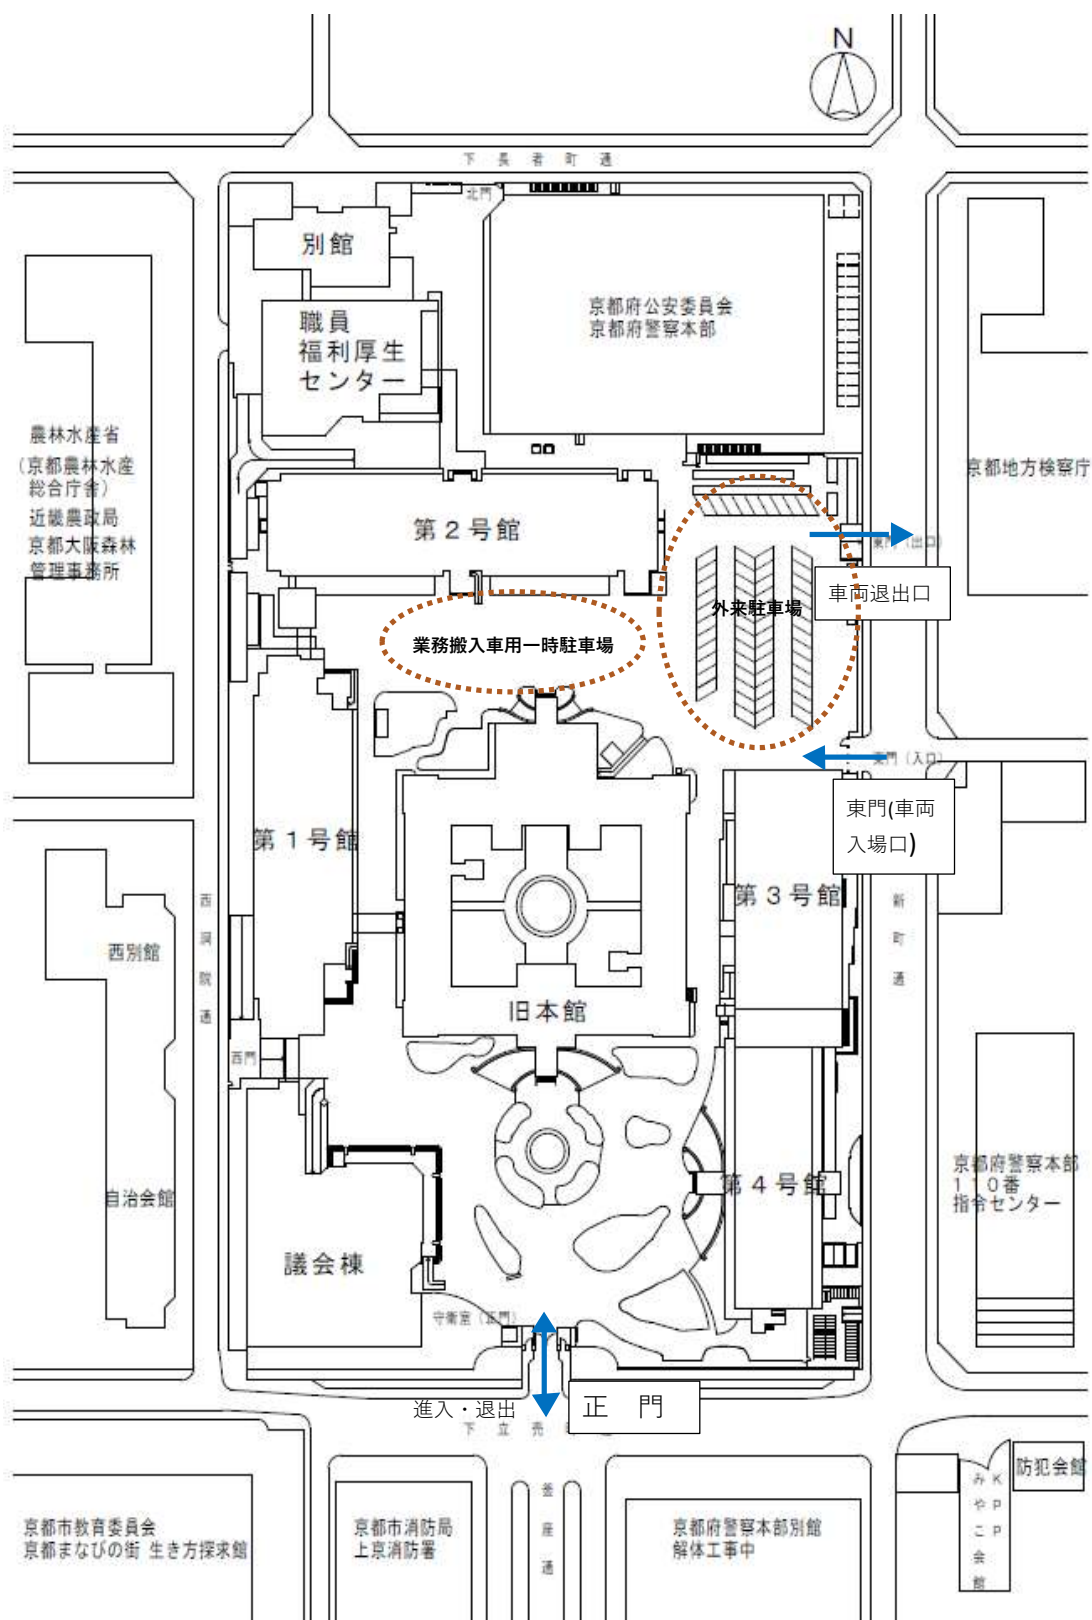 N
下長者町通
北門
別館
職員
福利厚生
センター
京都府公安委員会
京都府警察本部
農林水産省
（京都農林水産
総合庁舎）
近畿農政局
京都大阪森林
管理事務所
京都地方検察庁
第２号館
東門（出口）
車両退出口
外来駐車場
業務搬入車用一時駐車場
東門（入口）
東門(車両
入場口)
第１号館
第３号館
西洞院通
新町通
西別館
旧本館
西門
自治会館
第４号館
京都府警察本部
１１０番
指令センター
議会棟
守衛室（正門）
進入・退出
正　門
下立売通
防犯会館
KPP
みやこ会館
釜座通
京都市教育委員会
京都まなびの街 生き方探求館
京都市消防局
上京消防署
京都府警察本部別館
解体工事中